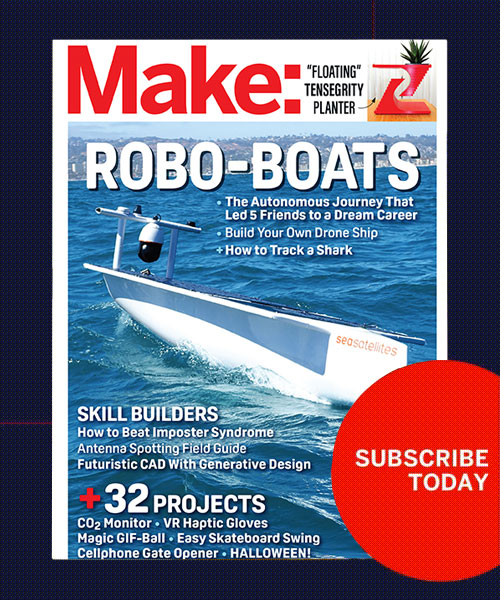 Make:
"FLOATING"
TENSEGRITY
PLANTER
ROBO-BOATS
• The Autonomous Journey That
Led 5 Friends to a Dream Career
• Build Your Own Drone Ship
+ How to Track a Shark
seasatellites
SKILL BUILDERS
How to Beat Imposter Syndrome
Antenna Spotting Field Guide
Futuristic CAD With Generative Design
SUBSCRIBE
TODAY
+32 PROJECTS
CO2 Monitor • VR Haptic Gloves
Magic GIF-Ball • Easy Skateboard Swing
Cellphone Gate Opener • HALLOWEEN!